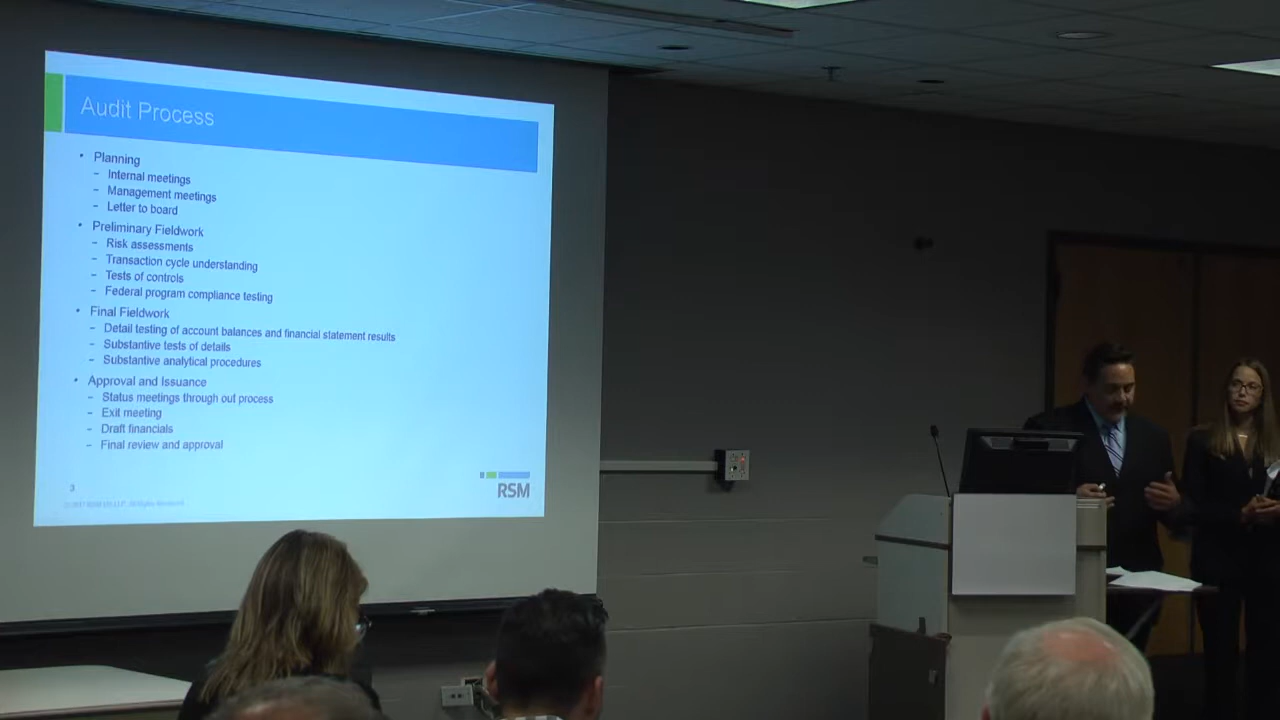 Audit Process
• Planning
– Internal meetings
– Management meetings
– Letter to board
• Preliminary Fieldwork
– Risk assessments
– Transaction cycle understanding
– Tests of controls
– Federal program compliance testing
• Final Fieldwork
– Detail testing of account balances and financial statement results
– Substantive tests of details
– Substantive analytical procedures
• Approval and Issuance
– Status meetings through out process
– Exit meeting
– Draft financials
– Final review and approval
3
RSM